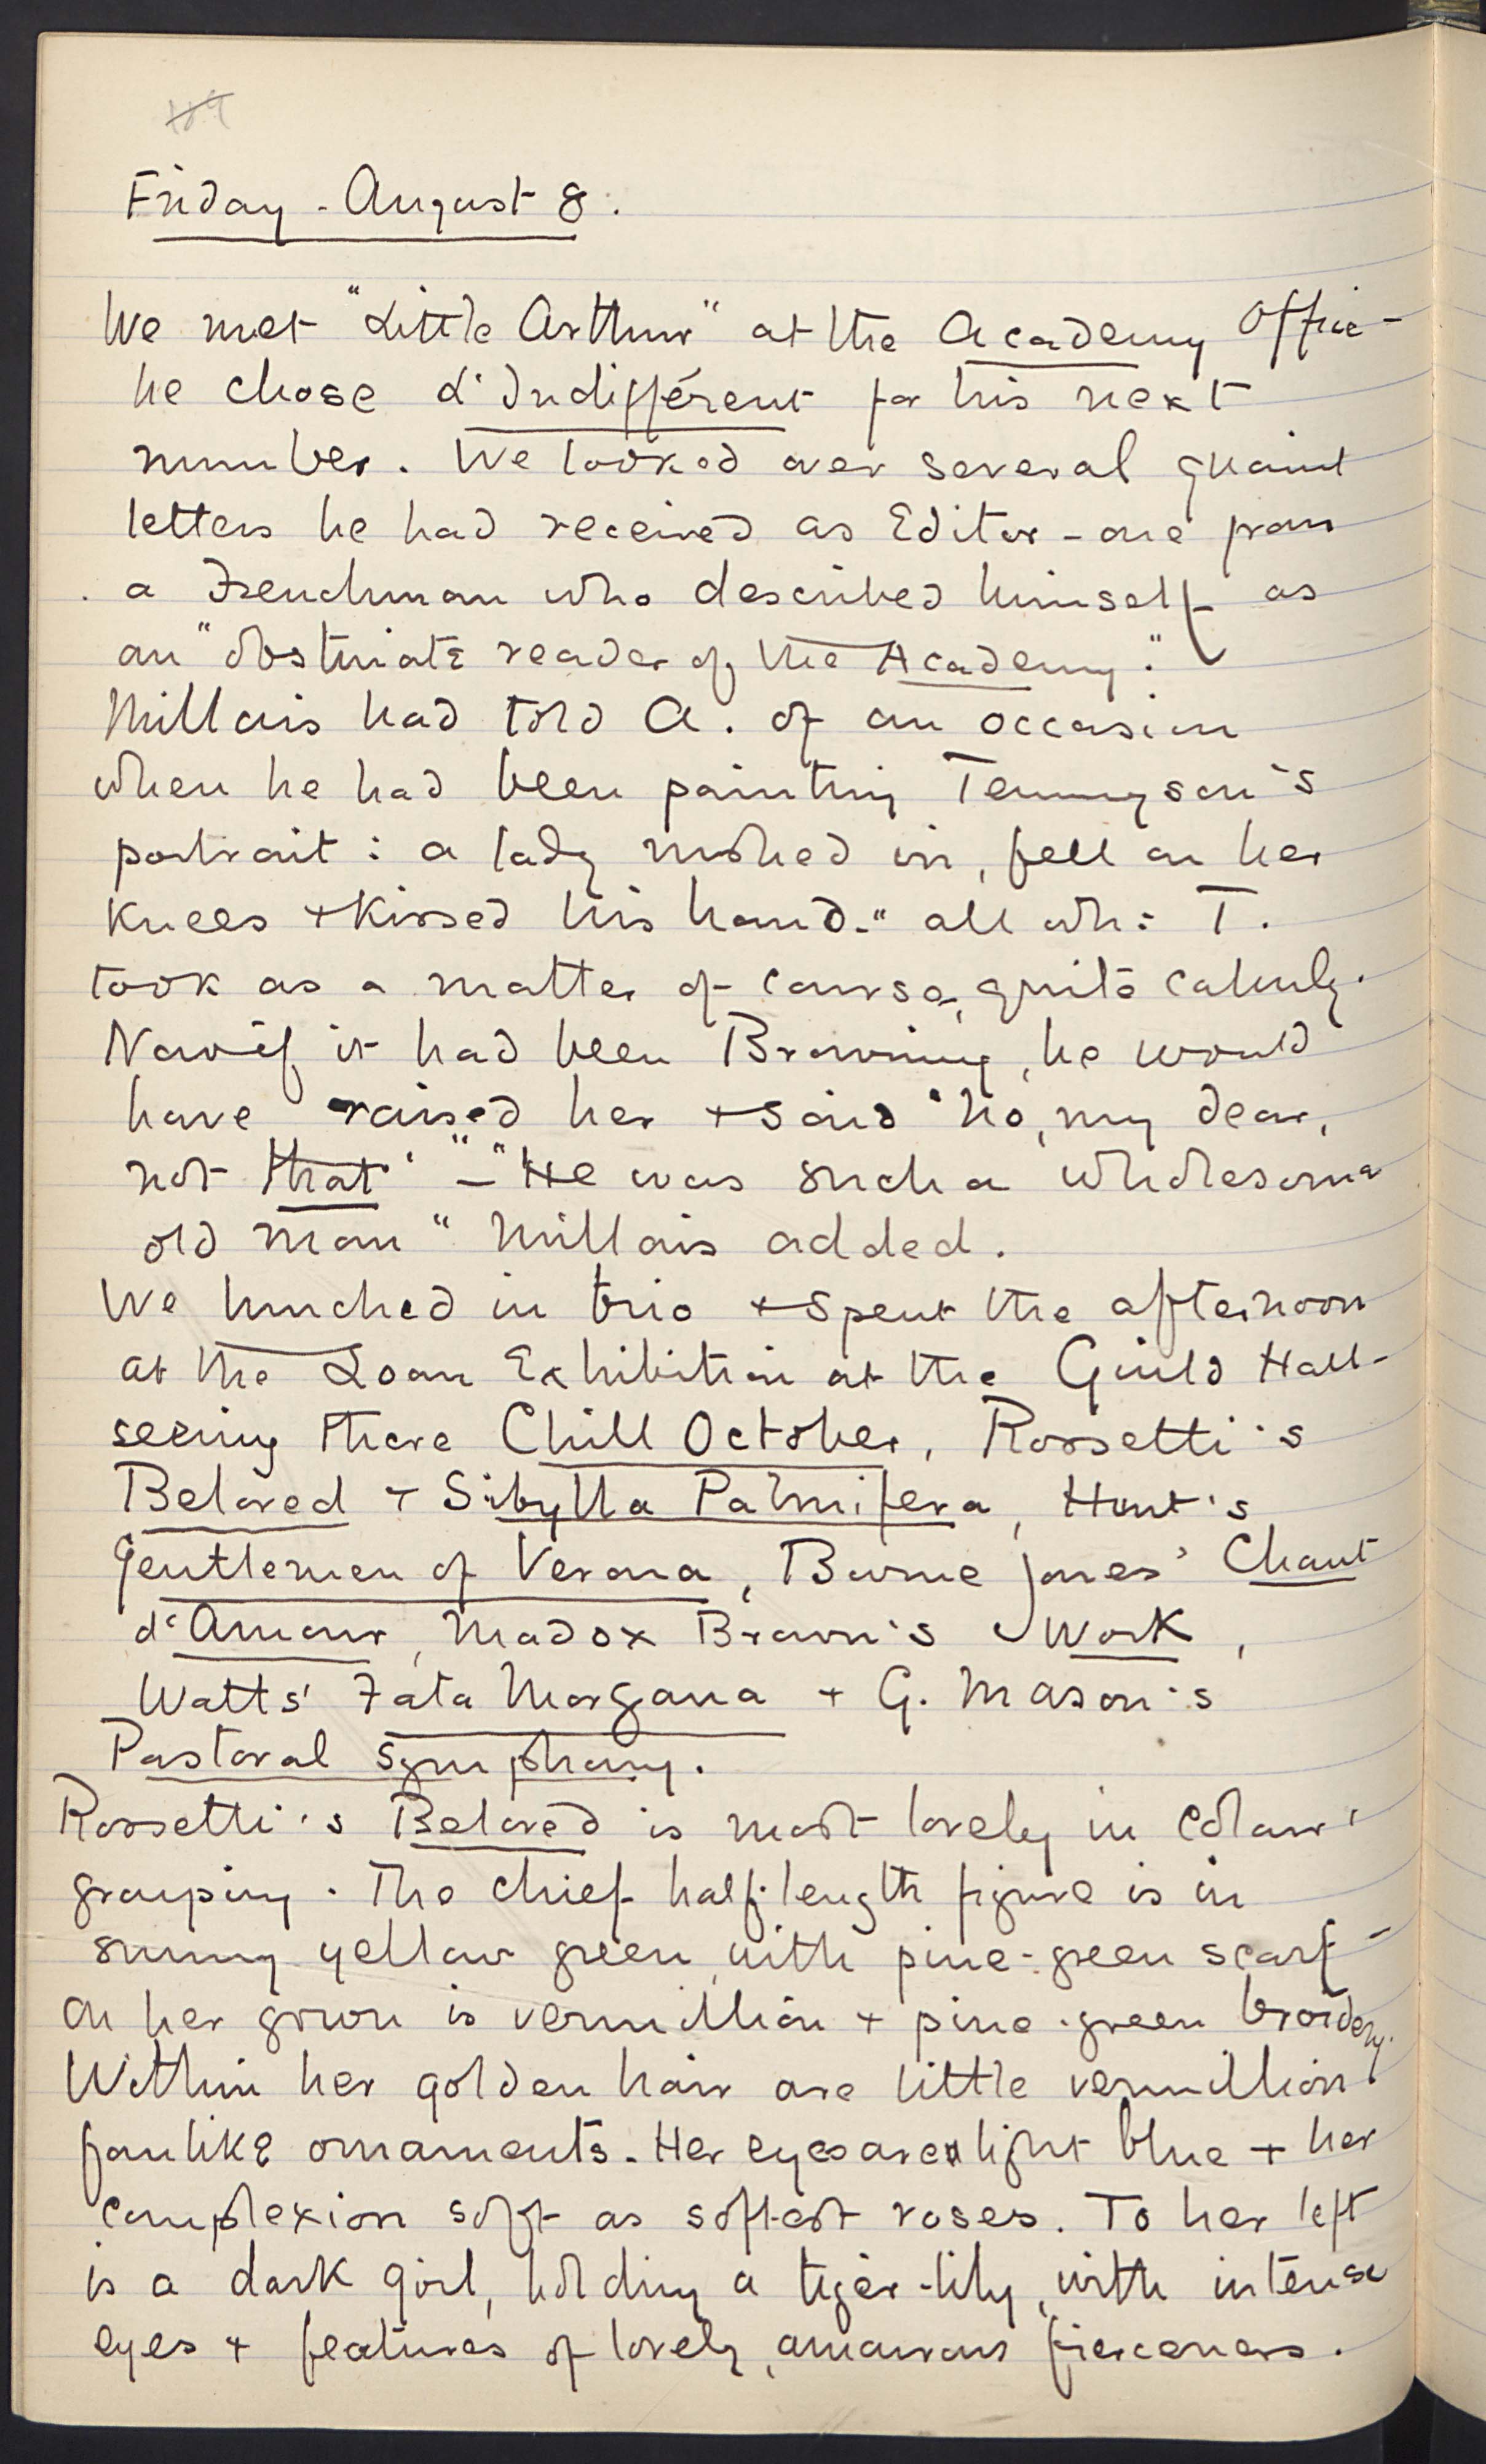 Friday - August 8.
We met "Little Arthur" at the Academy Office -
he chose L'Indifférent for his next
number. We looked over several quaint
letters he had received as Editor - one from
a Frenchman who described himself as
an "obstinate reader of the Academy."
Millais had told A. of an occasion
when he had been painting Tennyson's
portrait: a lady rushed in, fell on her
knees + kissed his hand - "all wh: T.
took as a matter of course, quite calmly.
Now if it had been Browning, he would
have raised her + said 'No, my dear,
not that' " - "He was such a wholesome
old man" Millais added.
We lunched in trio + spent the afternoon
at the Loan Exhibition at the Guild Hall -
seeing there Chill October, Rossetti's
Beloved + Sibylla Palmifera, Hunt's
Gentlemen of Verona, Burne Jones' Chant
d'Amour, Madox Brown's Work,
Watts' Fata Morgana + G. Mason's
Pastoral Symphony.
Rossetti's Beloved is most lovely in colour
grouping. The chief half-length figure is in
sunny yellow green, with pine-green scarf -
on her gown is vermillion + pine-green broidery.
Within her golden hair are little vermillion
fanlike ornaments. Her eyes are light blue + her
complexion soft as softest roses. To her left
is a dark girl, holding a tiger-lily, with intense
eyes + features of lovely, amorous fierceness.